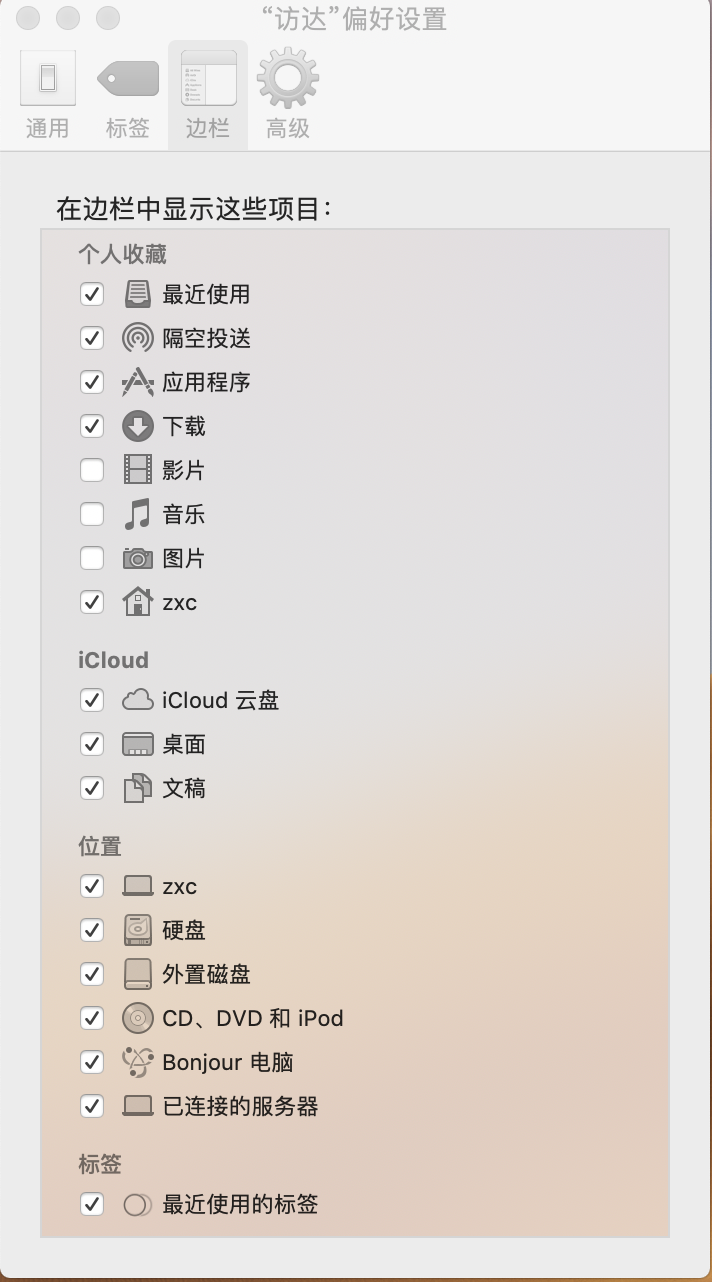 “访达”偏好设置
通用 标签 边栏 高级
在边栏中显示这些项目：
个人收藏
最近使用
隔空投送
应用程序
下载
影片
音乐
图片
zxc
iCloud
iCloud 云盘
桌面
文稿
位置
zxc
硬盘
外置磁盘
CD、DVD 和 iPod
Bonjour 电脑
已连接的服务器
标签
最近使用的标签